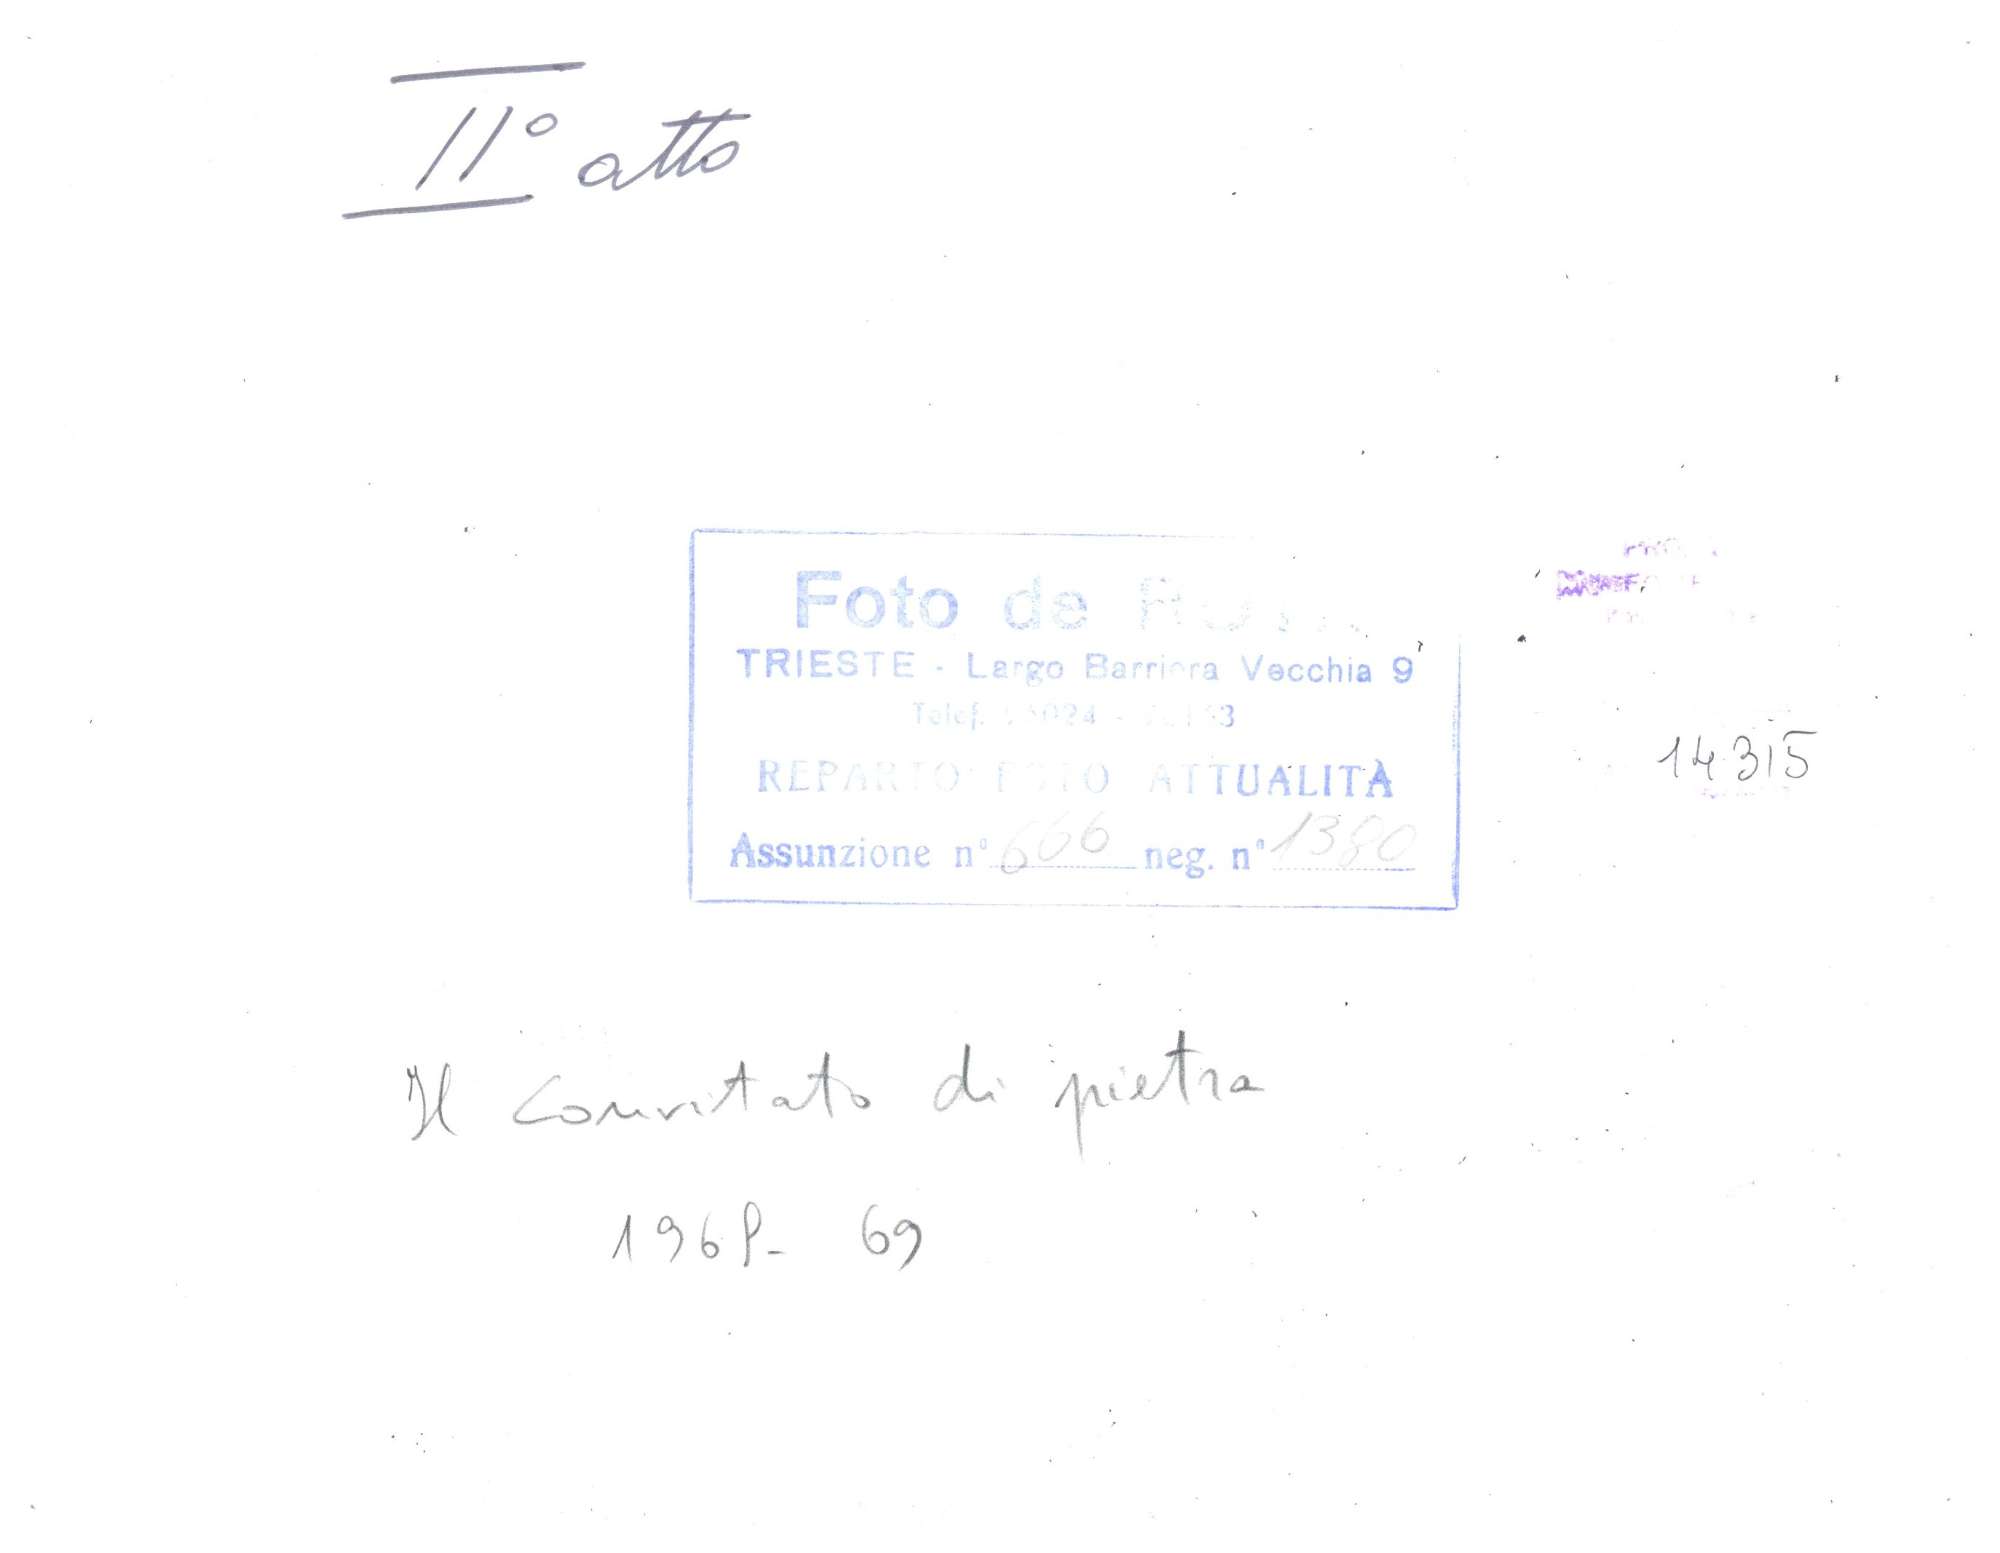 II° atto
Foto de
TRIESTE - Largo Barriera Vecchia 9
Telef.
REPARTO FOTO ATTUALITÀ
Assunzione n° 666 neg. n° 1380
14315
Il Convitato di pietra
1968- 69